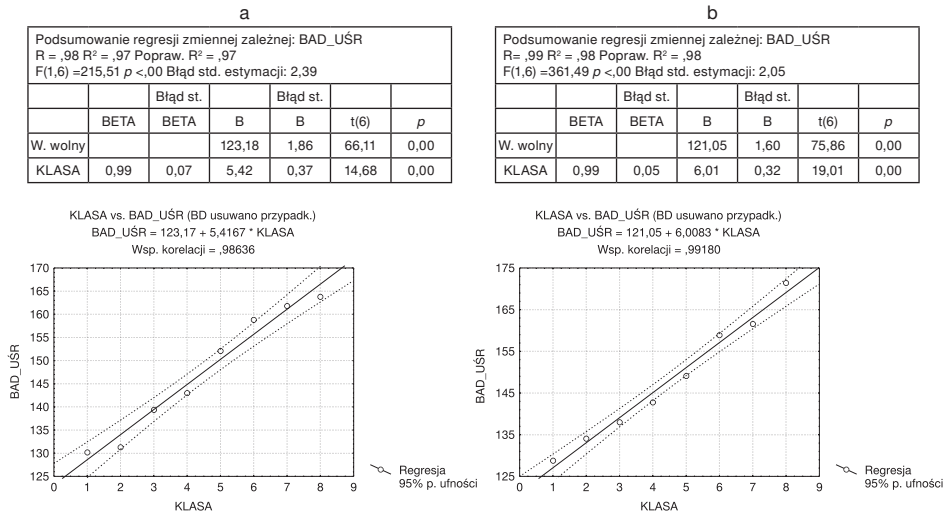 a
Podsumowanie regresji zmiennej zależnej: BAD_UŚR
R = ,98 R² = ,97 Popraw. R² = ,97
F(1,6) =215,51 p <,00 Błąd std. estymacji: 2,39
Błąd st. Błąd st.
BETA BETA B B t(6) p
W. wolny 123,18 1,86 66,11 0,00
KLASA 0,99 0,07 5,42 0,37 14,68 0,00
KLASA vs. BAD_UŚR (BD usuwano przypadk.)
BAD_UŚR = 123,17 + 5,4167 * KLASA
Wsp. korelacji = ,98636
170
165
160
155
150
145
140
135
130
125
BAD_UŚR
0 1 2 3 4 5 6 7 8 9
KLASA
Regresja
95% p. ufności
b
Podsumowanie regresji zmiennej zależnej: BAD_UŚR
R= ,99 R² = ,98 Popraw. R² = ,98
F(1,6) =361,49 p <,00 Błąd std. estymacji: 2,05
Błąd st. Błąd st.
BETA BETA B B t(6) p
W. wolny 121,05 1,60 75,86 0,00
KLASA 0,99 0,05 6,01 0,32 19,01 0,00
KLASA vs. BAD_UŚR (BD usuwano przypadk.)
BAD_UŚR = 121,05 + 6,0083 * KLASA
Wsp. korelacji = ,99180
175
165
155
145
135
125
BAD_UŚR
0 1 2 3 4 5 6 7 8 9
KLASA
Regresja
95% p. ufności